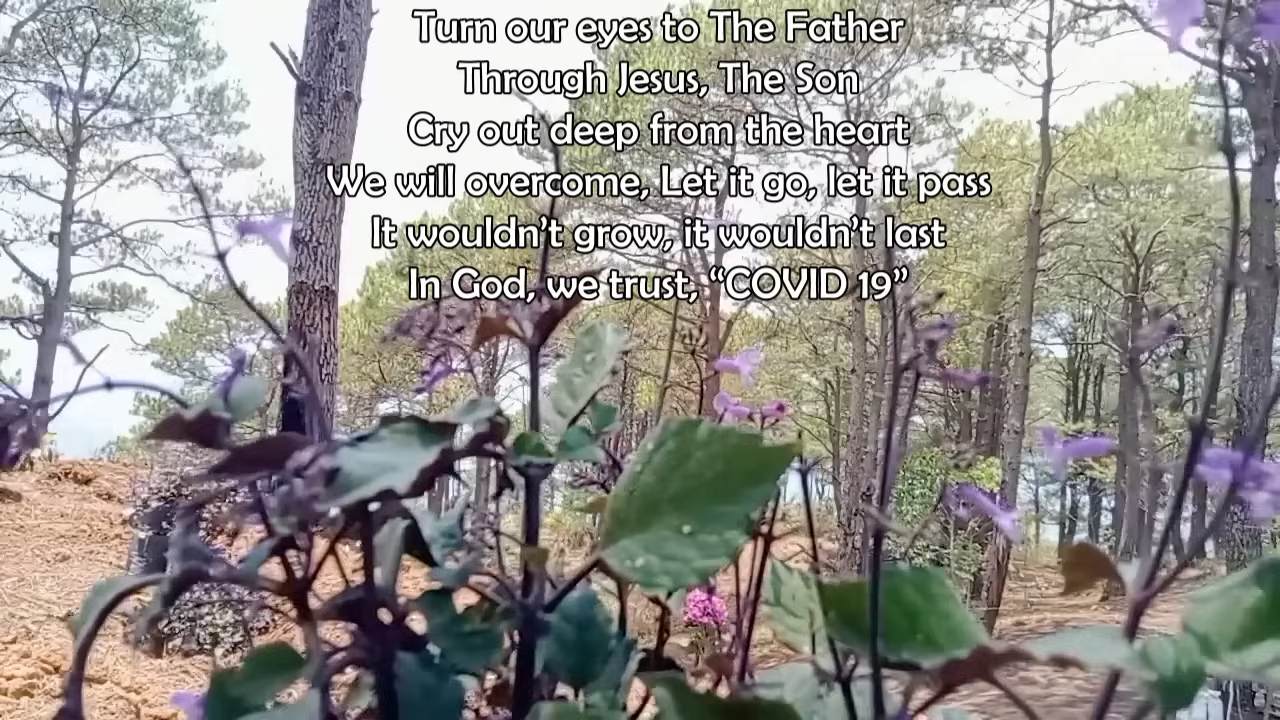 Turn our eyes to The Father
Through Jesus, The Son
Cry out deep from the heart
We will overcome, Let it go, let it pass
It wouldn’t grow, it wouldn’t last
In God, we trust, “COVID 19”